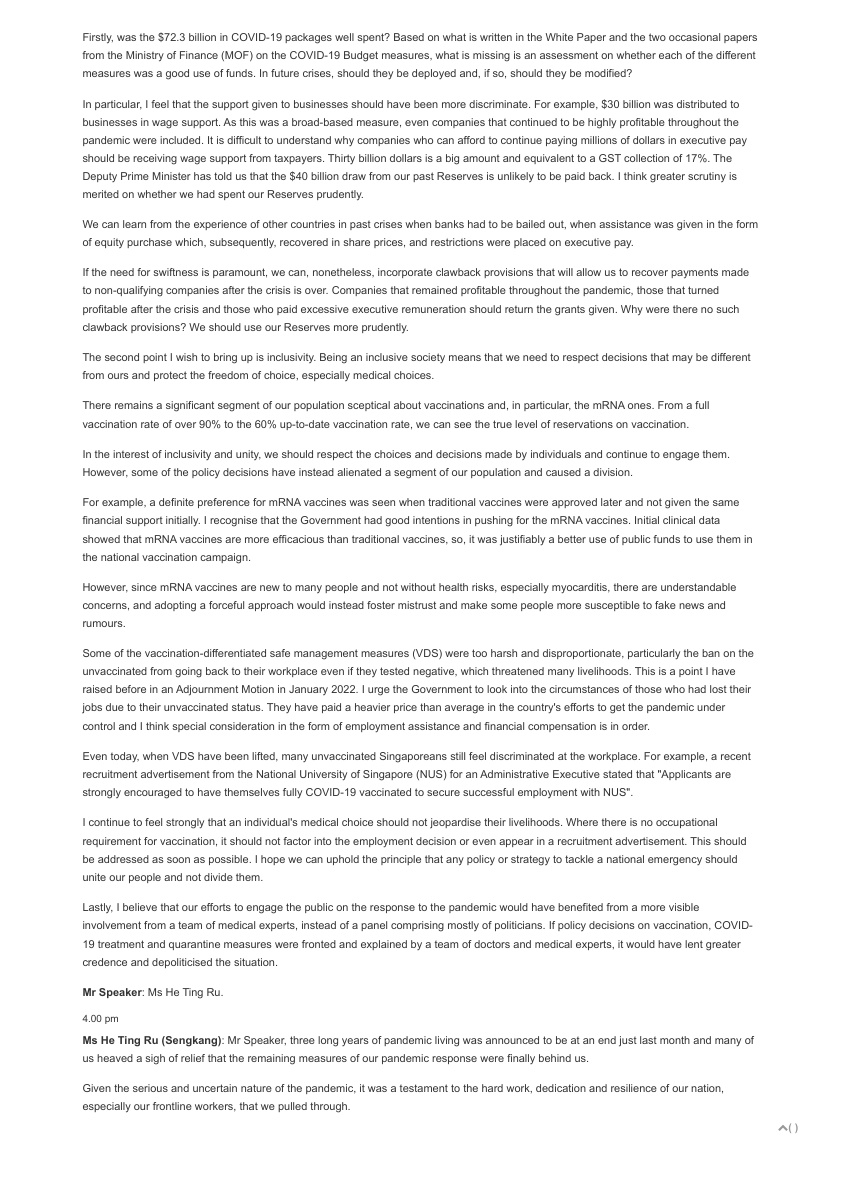 Firstly, was the $72.3 billion in COVID-19 packages well spent? Based on what is written in the White Paper and the two occasional papers
from the Ministry of Finance (MOF) on the COVID-19 Budget measures, what is missing is an assessment on whether each of the different
measures was a good use of funds. In future crises, should they be deployed and, if so, should they be modified?
In particular, I feel that the support given to businesses should have been more discriminate. For example, $30 billion was distributed to
businesses in wage support. As this was a broad-based measure, even companies that continued to be highly profitable throughout the
pandemic were included. It is difficult to understand why companies who can afford to continue paying millions of dollars in executive pay
should be receiving wage support from taxpayers. Thirty billion dollars is a big amount and equivalent to a GST collection of 17%. The
Deputy Prime Minister has told us that the $40 billion draw from our past Reserves is unlikely to be paid back. I think greater scrutiny is
merited on whether we had spent our Reserves prudently.
We can learn from the experience of other countries in past crises when banks had to be bailed out, when assistance was given in the form
of equity purchase which, subsequently, recovered in share prices, and restrictions were placed on executive pay.
If the need for swiftness is paramount, we can, nonetheless, incorporate clawback provisions that will allow us to recover payments made
to non-qualifying companies after the crisis is over. Companies that remained profitable throughout the pandemic, those that turned
profitable after the crisis and those who paid excessive executive remuneration should return the grants given. Why were there no such
clawback provisions? We should use our Reserves more prudently.
The second point I wish to bring up is inclusivity. Being an inclusive society means that we need to respect decisions that may be different
from ours and protect the freedom of choice, especially medical choices.
There remains a significant segment of our population sceptical about vaccinations and, in particular, the mRNA ones. From a full
vaccination rate of over 90% to the 60% up-to-date vaccination rate, we can see the true level of reservations on vaccination.
In the interest of inclusivity and unity, we should respect the choices and decisions made by individuals and continue to engage them.
However, some of the policy decisions have instead alienated a segment of our population and caused a division.
For example, a definite preference for mRNA vaccines was seen when traditional vaccines were approved later and not given the same
financial support initially. I recognise that the Government had good intentions in pushing for the mRNA vaccines. Initial clinical data
showed that mRNA vaccines are more efficacious than traditional vaccines, so, it was justifiably a better use of public funds to use them in
the national vaccination campaign.
However, since mRNA vaccines are new to many people and not without health risks, especially myocarditis, there are understandable
concerns, and adopting a forceful approach would instead foster mistrust and make some people more susceptible to fake news and
rumours.
Some of the vaccination-differentiated safe management measures (VDS) were too harsh and disproportionate, particularly the ban on the
unvaccinated from going back to their workplace even if they tested negative, which threatened many livelihoods. This is a point I have
raised before in an Adjournment Motion in January 2022. I urge the Government to look into the circumstances of those who had lost their
jobs due to their unvaccinated status. They have paid a heavier price than average in the country's efforts to get the pandemic under
control and I think special consideration in the form of employment assistance and financial compensation is in order.
Even today, when VDS have been lifted, many unvaccinated Singaporeans still feel discriminated at the workplace. For example, a recent
recruitment advertisement from the National University of Singapore (NUS) for an Administrative Executive stated that "Applicants are
strongly encouraged to have themselves fully COVID-19 vaccinated to secure successful employment with NUS".
I continue to feel strongly that an individual's medical choice should not jeopardise their livelihoods. Where there is no occupational
requirement for vaccination, it should not factor into the employment decision or even appear in a recruitment advertisement. This should
be addressed as soon as possible. I hope we can uphold the principle that any policy or strategy to tackle a national emergency should
unite our people and not divide them.
Lastly, I believe that our efforts to engage the public on the response to the pandemic would have benefited from a more visible
involvement from a team of medical experts, instead of a panel comprising mostly of politicians. If policy decisions on vaccination, COVID-
19 treatment and quarantine measures were fronted and explained by a team of doctors and medical experts, it would have lent greater
credence and depoliticised the situation.
Mr Speaker: Ms He Ting Ru.
4.00 pm
Ms He Ting Ru (Sengkang): Mr Speaker, three long years of pandemic living was announced to be at an end just last month and many of
us heaved a sigh of relief that the remaining measures of our pandemic response were finally behind us.
Given the serious and uncertain nature of the pandemic, it was a testament to the hard work, dedication and resilience of our nation,
especially our frontline workers, that we pulled through.
( )